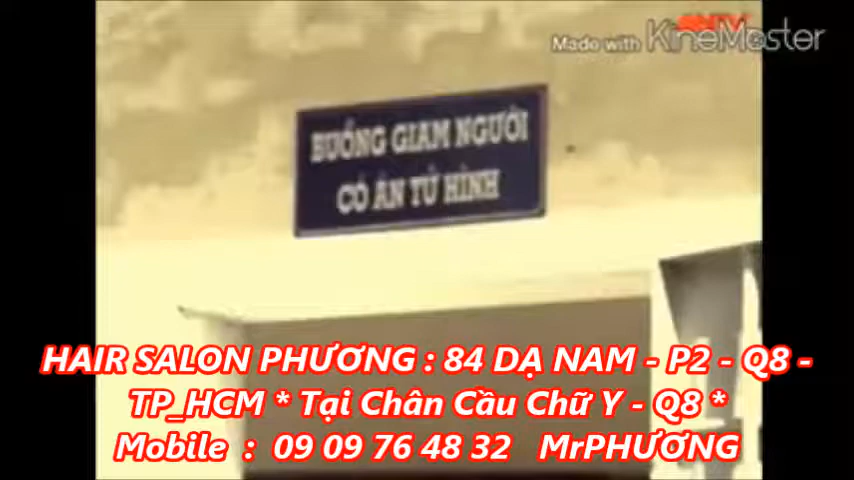 Made with KineMaster
BUỒNG GIAM NGƯỜI
CÓ ÁN TỬ HÌNH
HAIR SALON PHƯƠNG : 84 DẠ NAM - P2 - Q8 -
TP_HCM * Tại Chân Cầu Chữ Y - Q8 *
Mobile : 09 09 76 48 32 MrPHƯƠNG